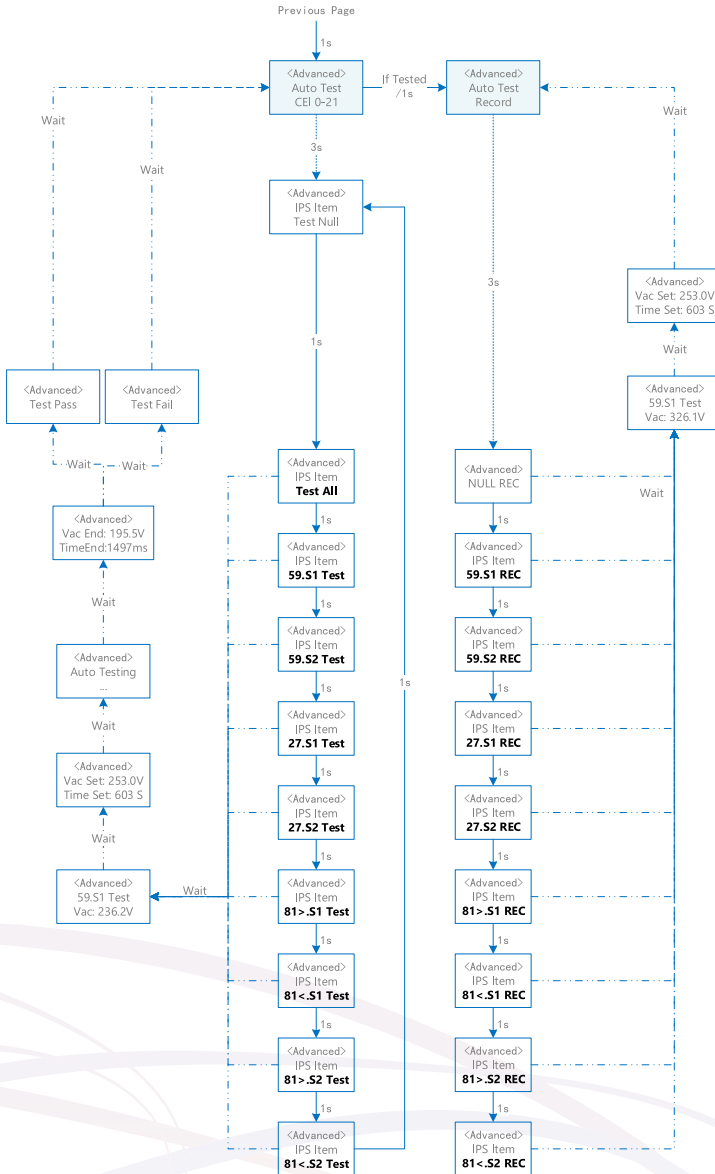 Previous Page
1s
<Advanced>
Auto Test
CEI 0-21
If Tested
/1s
<Advanced>
Auto Test
Record
Wait
Wait
Wait
3s
<Advanced>
IPS Item
Test Null
3s
<Advanced>
Vac Set: 253.0V
Time Set: 603 S
1s
Wait
<Advanced>
Test Pass
<Advanced>
Test Fail
<Advanced>
59.S1 Test
Vac: 326.1V
Wait
Wait
<Advanced>
IPS Item
Test All
<Advanced>
NULL REC
Wait
1s
1s
<Advanced>
Vac End: 195.5V
TimeEnd:1497ms
<Advanced>
IPS Item
59.S1 Test
<Advanced>
IPS Item
59.S1 REC
Wait
1s
1s
<Advanced>
Auto Testing
...
<Advanced>
IPS Item
59.S2 Test
<Advanced>
IPS Item
59.S2 REC
1s
1s
1s
Wait
<Advanced>
IPS Item
27.S1 Test
<Advanced>
IPS Item
27.S1 REC
<Advanced>
Vac Set: 253.0V
Time Set: 603 S
1s
1s
Wait
<Advanced>
IPS Item
27.S2 Test
<Advanced>
IPS Item
27.S2 REC
1s
1s
<Advanced>
59.S1 Test
Vac: 236.2V
Wait
<Advanced>
IPS Item
81>.S1 Test
<Advanced>
IPS Item
81>.S1 REC
1s
1s
<Advanced>
IPS Item
81<.S1 Test
<Advanced>
IPS Item
81<.S1 REC
1s
1s
<Advanced>
IPS Item
81>.S2 Test
<Advanced>
IPS Item
81>.S2 REC
1s
1s
<Advanced>
IPS Item
81<.S2 Test
<Advanced>
IPS Item
81<.S2 REC